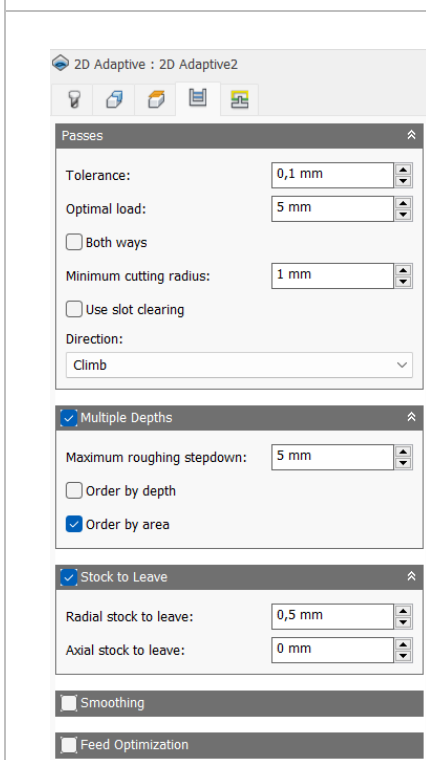 2D Adaptive : 2D Adaptive2
Passes
Tolerance: 0,1 mm
Optimal load: 5 mm
Both ways
Minimum cutting radius: 1 mm
Use slot clearing
Direction:
Climb
Multiple Depths
Maximum roughing stepdown: 5 mm
Order by depth
Order by area
Stock to Leave
Radial stock to leave: 0,5 mm
Axial stock to leave: 0 mm
Smoothing
Feed Optimization